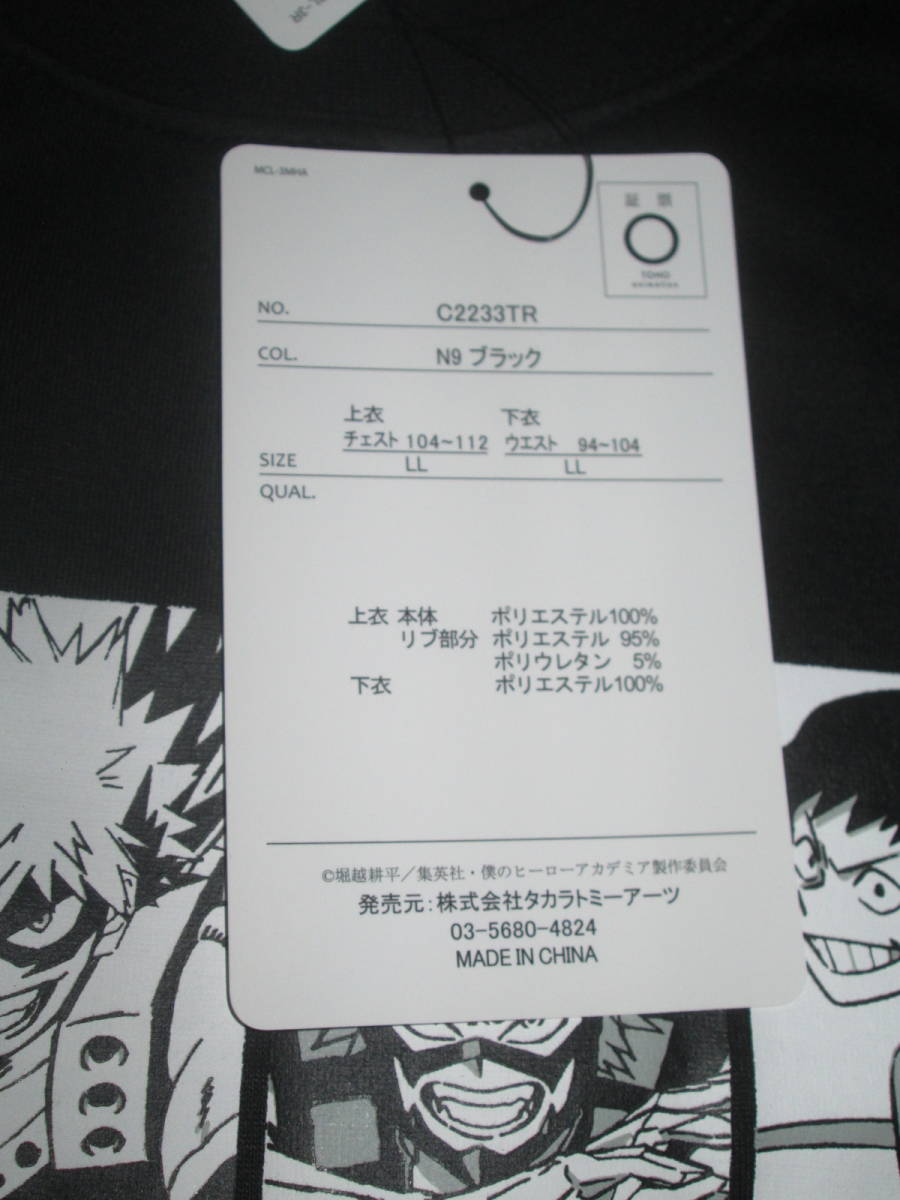 MCL-3MHA
証 票
TOHO
animation
NO. C2233TR
COL. N9 ブラック
上衣 下衣
チェスト 104~112 ウエスト 94~104
SIZE LL LL
QUAL.
上衣 本体 ポリエステル100%
リブ部分 ポリエステル 95%
ポリウレタン 5%
下衣 ポリエステル100%
©堀越耕平／集英社・僕のヒーローアカデミア製作委員会
発売元：株式会社タカラトミーアーツ
03-5680-4824
MADE IN CHINA